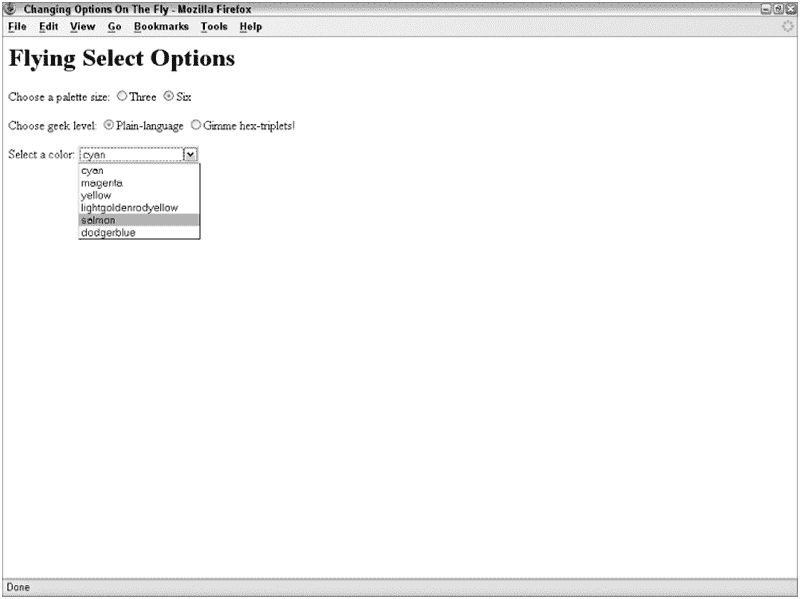 Changing Options On The Fly - Mozilla Firefox
File Edit View Go Bookmarks Tools Help
Flying Select Options
Choose a palette size: Three Six
Choose geek level: Plain-language Gimme hex-triplets!
Select a color: cyan
cyan
magenta
yellow
lightgoldenrodyellow
salmon
dodgerblue
Done